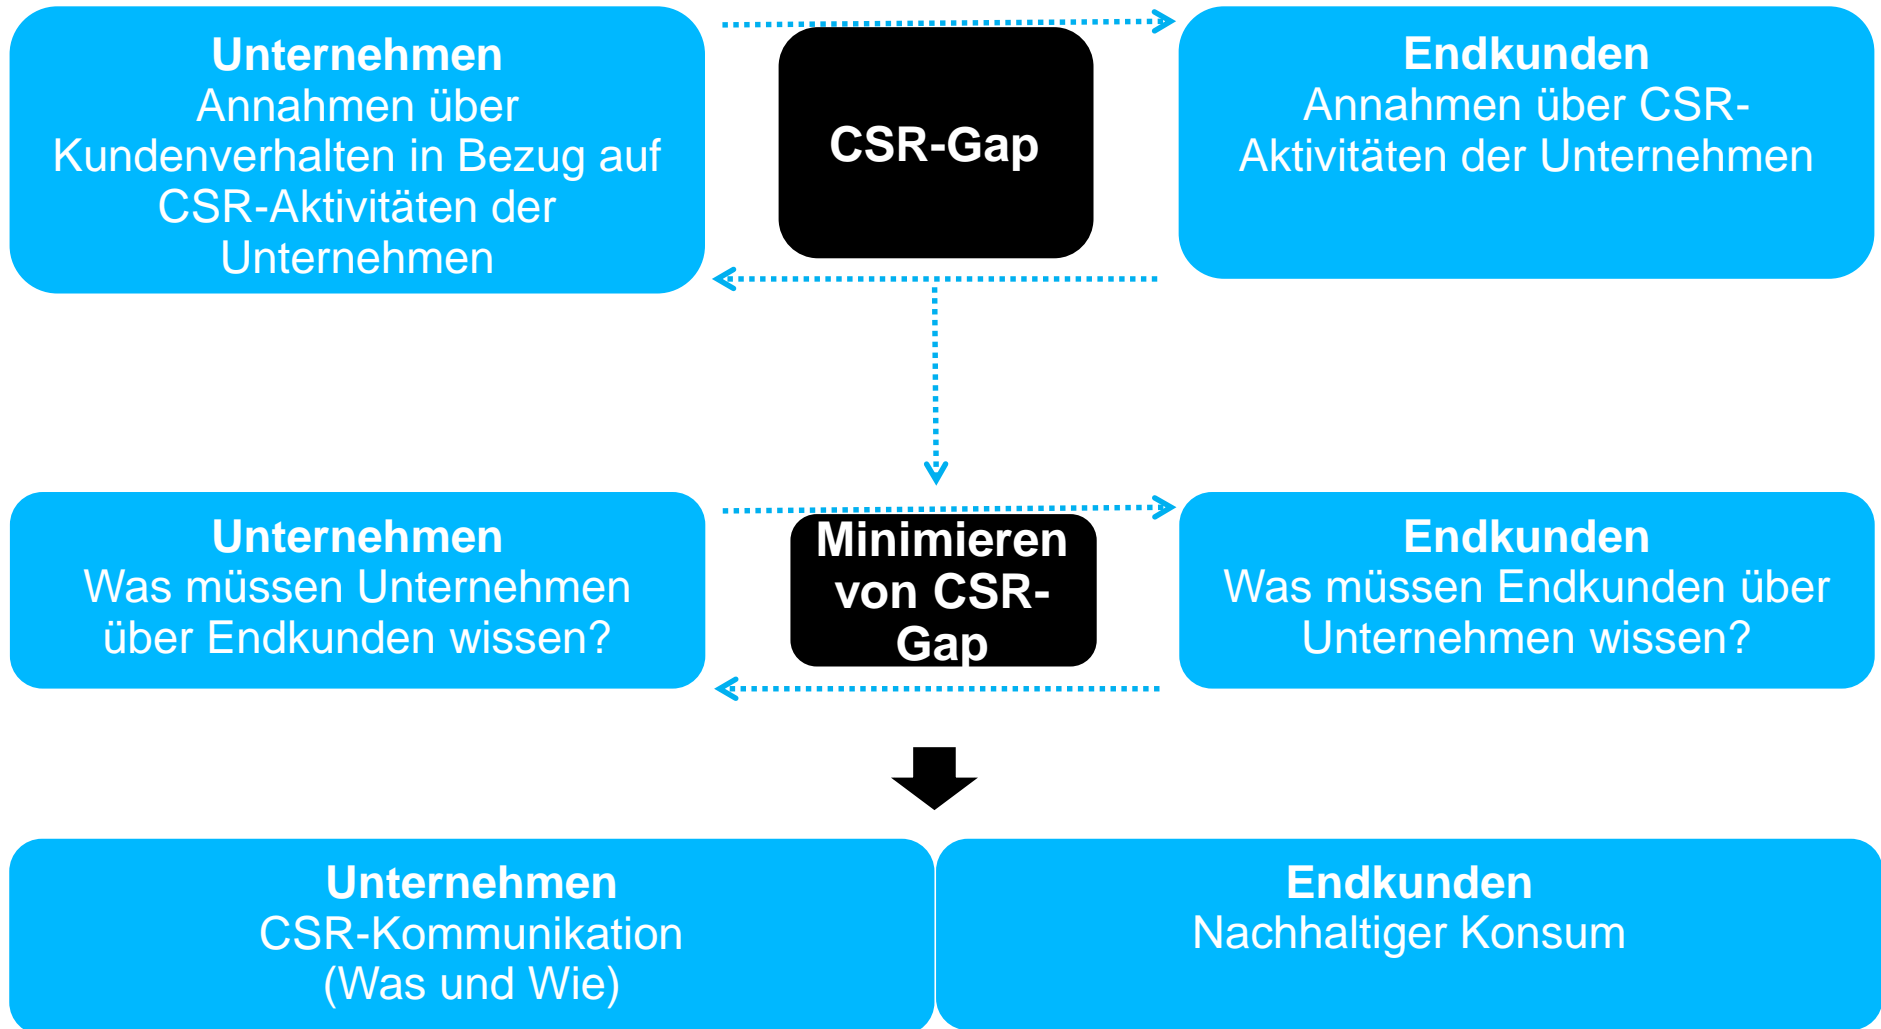 Unternehmen
Annahmen über
Kundenverhalten in Bezug auf
CSR-Aktivitäten der
Unternehmen
CSR-Gap
Endkunden
Annahmen über CSR-
Aktivitäten der Unternehmen
Unternehmen
Was müssen Unternehmen
über Endkunden wissen?
Minimieren
von CSR-
Gap
Endkunden
Was müssen Endkunden über
Unternehmen wissen?
Unternehmen
CSR-Kommunikation
(Was und Wie)
Endkunden
Nachhaltiger Konsum